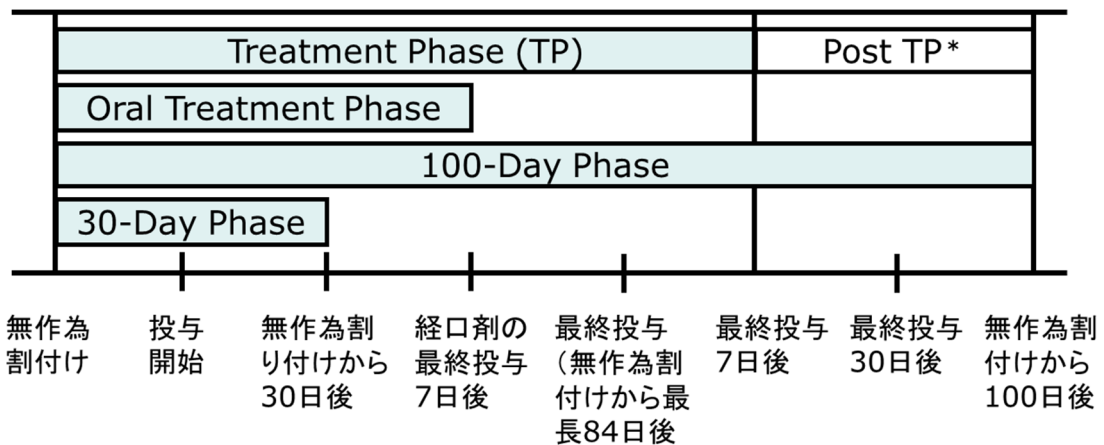 Treatment Phase (TP)
Post TP*
Oral Treatment Phase
100-Day Phase
30-Day Phase
無作為
割付け
投与
開始
無作為割
り付けから
30日後
経口剤の
最終投与
7日後
最終投与
（無作為割
付けから最
長84日後
最終投与
7日後
最終投与
30日後
無作為割
付けから
100日後